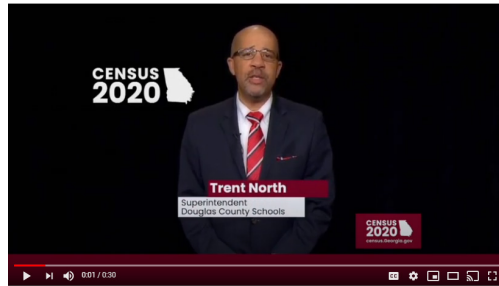 CENSUS
2020
Trent North
Superintendent
Douglas County Schools
CENSUS
2020
census.georgia.gov
0:01 / 0:30
CC